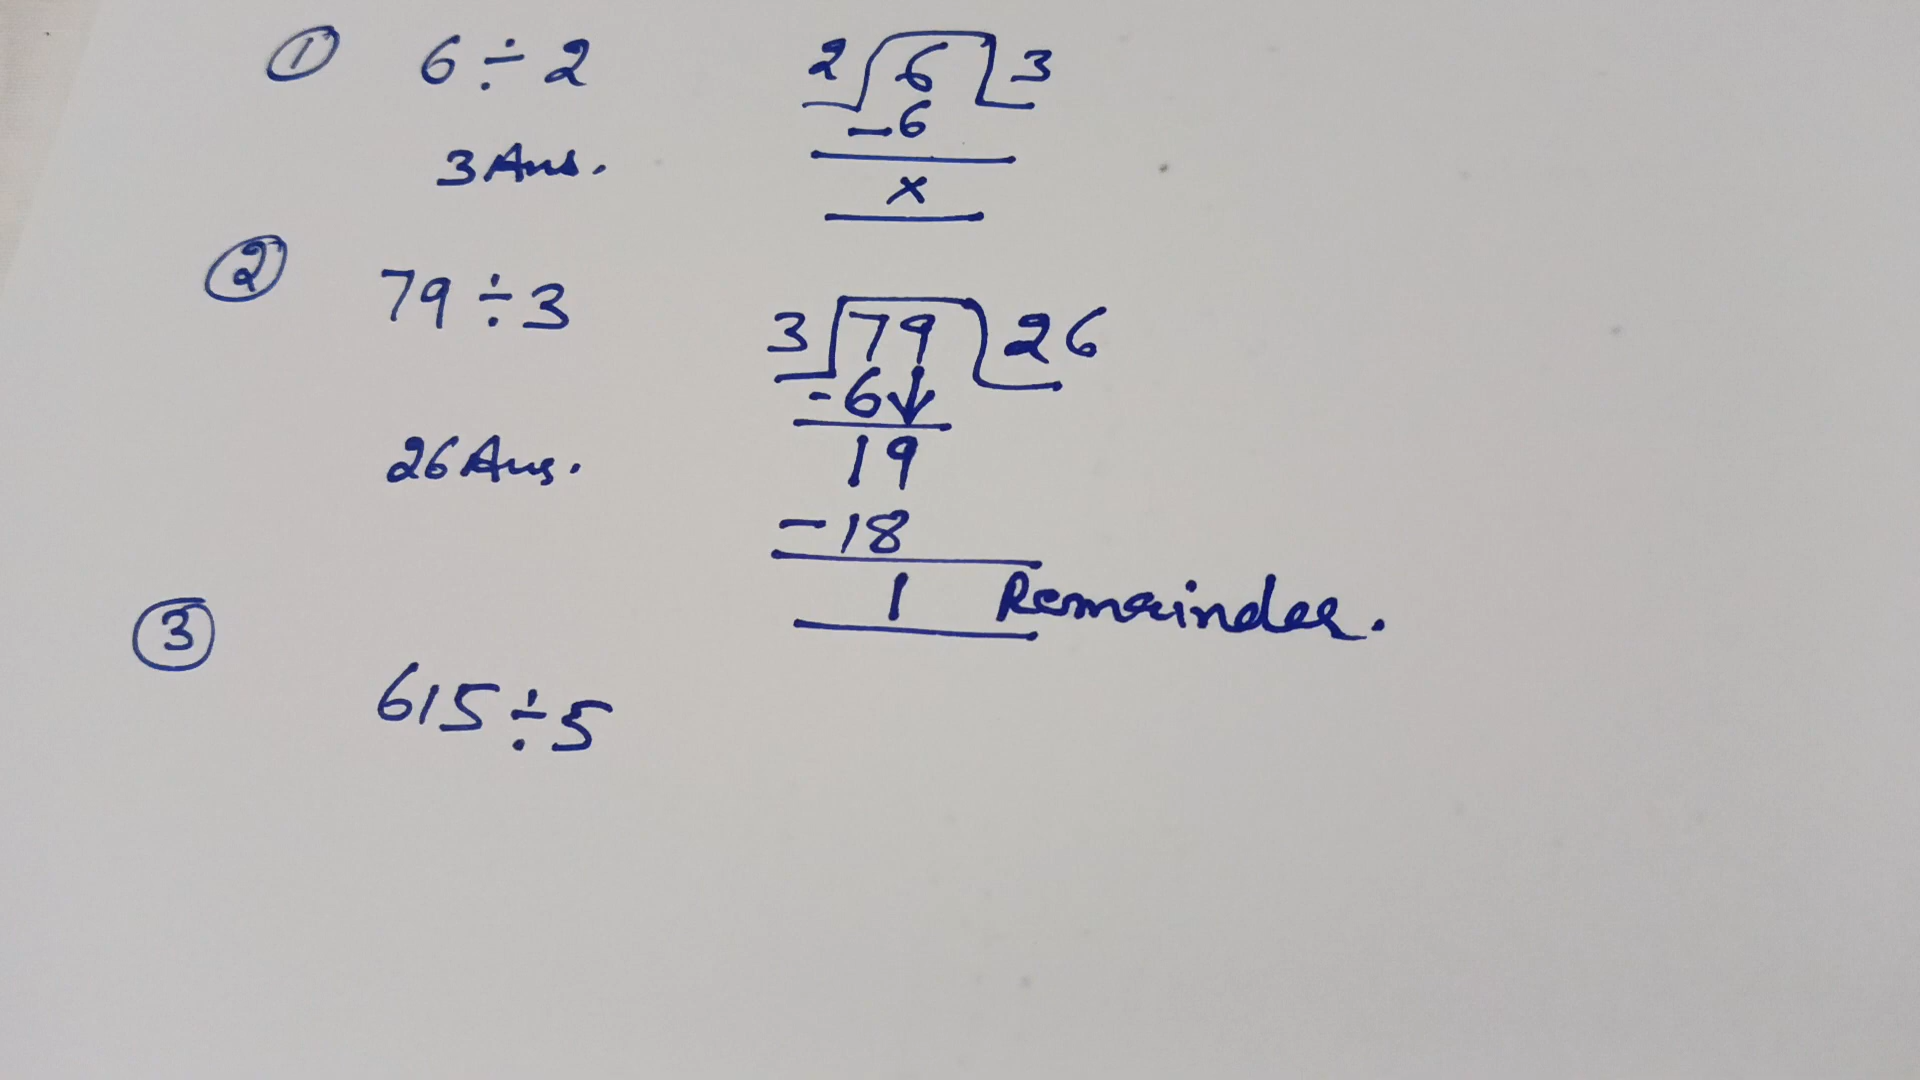 ① 6 ÷ 2
2 6 3
-6
3 Ans.
x
② 79 ÷ 3
3 79 26
-6↓
19
26 Ans.
-18
1 Remainder.
③
615 ÷ 5